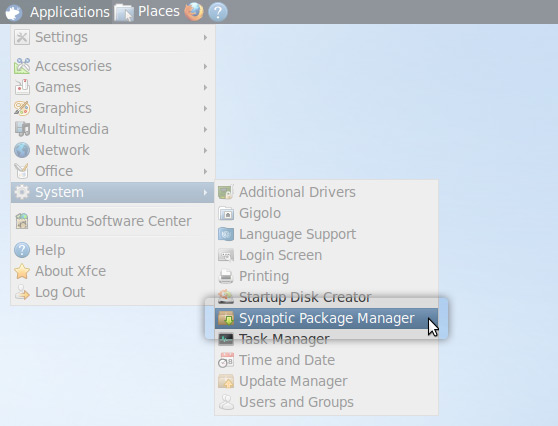 Applications Places
Settings
Accessories
Games
Graphics
Multimedia
Network
Office
System
Ubuntu Software Center
Help
About Xfce
Log Out
Additional Drivers
Gigolo
Language Support
Login Screen
Printing
Startup Disk Creator
Synaptic Package Manager
Task Manager
Time and Date
Update Manager
Users and Groups